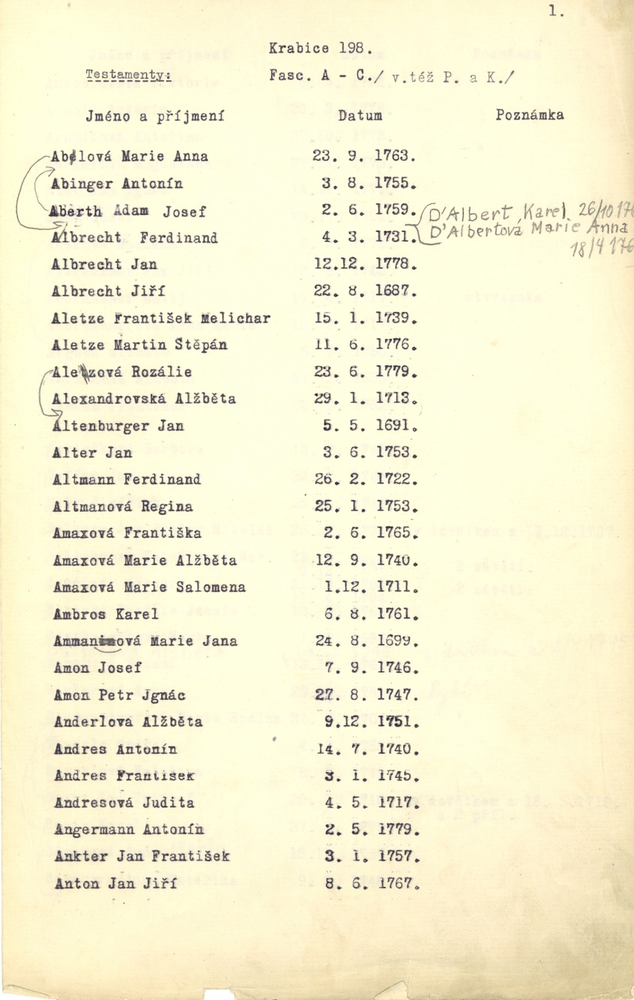 1.
Krabice 198.
Testamenty: Fasc. A - C./ v.též P. a K./
Jméno a příjmení Datum Poznámka
Abelová Marie Anna 23. 9. 1763.
Abinger Antonín 3. 8. 1755.
Aberth Adam Josef 2. 6. 1759. D'Albert, Karel 26/10
Albrecht Ferdinand 4. 3. 1731. D'Albertová Marie Anna
18/4
Albrecht Jan 12.12. 1778.
Albrecht Jiří 22. 8. 1687.
Aletze František Melichar 15. 1. 1739.
Aletze Martin Štěpán 11. 6. 1776.
Rozálie 23. 6. 1779.
Alexandrovská Alžběta 29. 1. 1713.
Altenburger Jan 5. 5. 1691.
Alter Jan 3. 6. 1753.
Altmann Ferdinand 26. 2. 1722.
Altmanová Regina 25. 1. 1753.
Amaxová Františka 2. 6. 1765.
Amaxová Marie Alžběta 12. 9. 1740.
Amaxová Marie Salomena 1.12. 1711.
Ambros Karel 6. 8. 1761.
Ammanová Marie Jana 24. 8. 1699.
Amon Josef 7. 9. 1746.
Amon Petr Jgnác 27. 8. 1747.
Anderlová Alžběta 9.12. 1751.
Andres Antonín 14. 7. 1740.
Andres František 3. 1. 1745.
Andresová Judita 4. 5. 1717.
Angermann Antonín 2. 5. 1779.
Ankter Jan František 3. 1. 1757.
Anton Jan Jiří 8. 6. 1767.